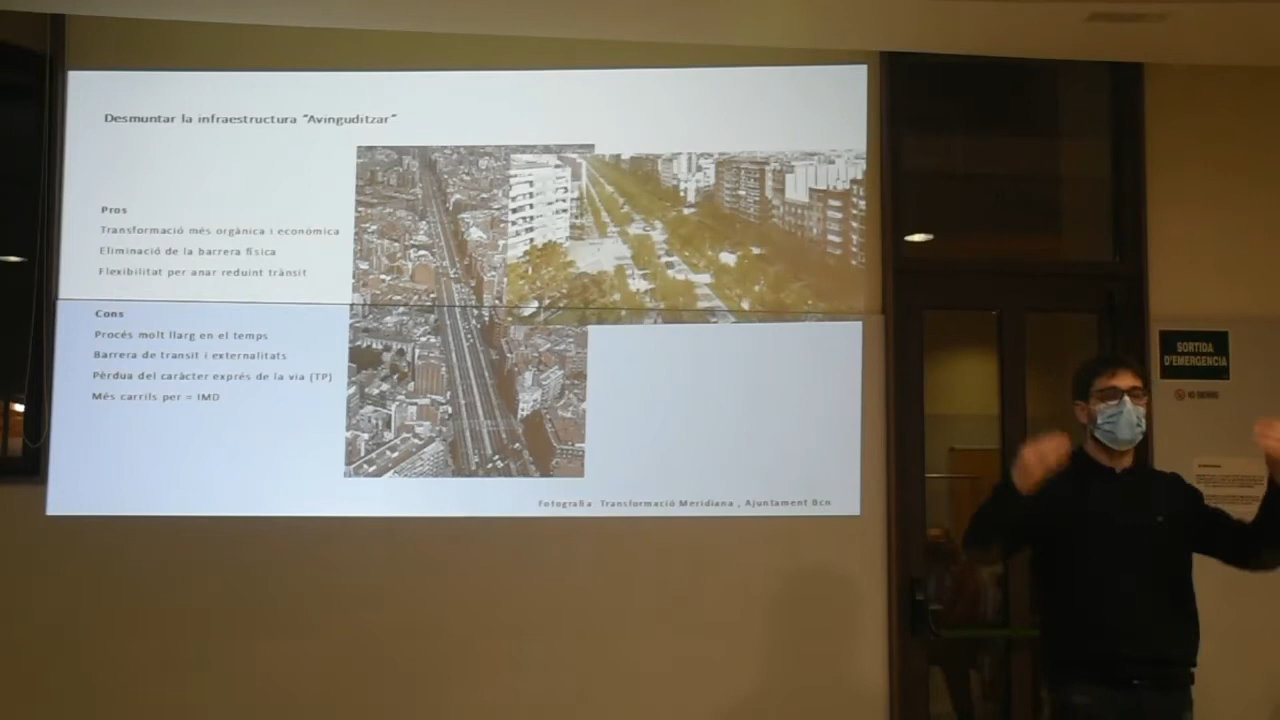 Desmuntar la infraestructura "Avinguditzar"
Pros
Transformació més orgànica i econòmica
Eliminació de la barrera física
Flexibilitat per anar reduint trànsit
Cons
Procés molt llarg en el temps
Barrera de transit i externalitats
Pèrdua del caràcter exprés de la via (TP)
Més carrils per = IMD
Fotografia Transformació Meridiana , Ajuntament Bcn
SORTIDA
D'EMERGÈNCIA